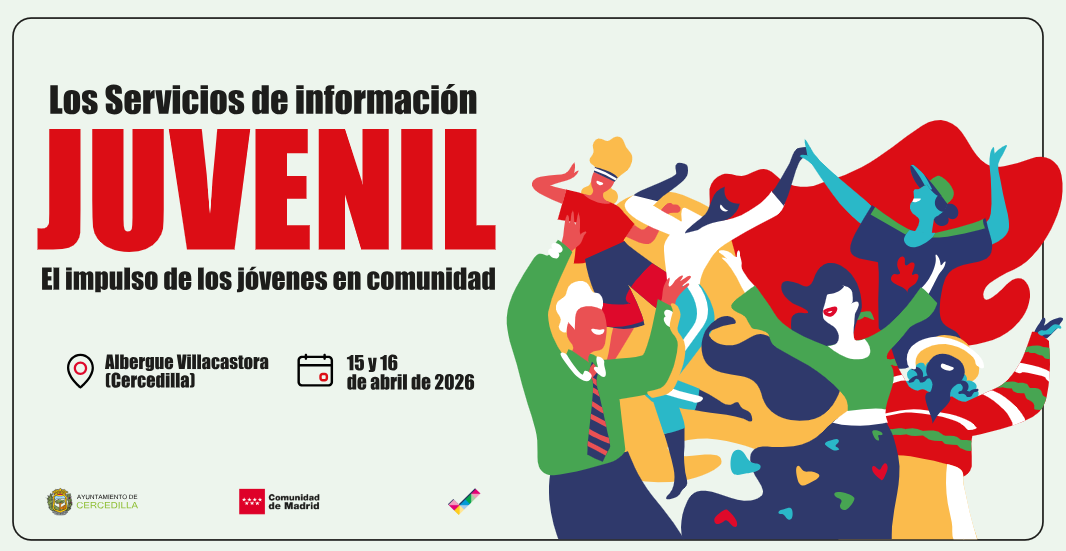 Los Servicios de información
JUVENIL
El impulso de los jóvenes en comunidad
Albergue Villacastora
(Cercedilla)
15 y 16
de abril de 2026
AYUNTAMIENTO DE
CERCEDILLA
Comunidad
de Madrid